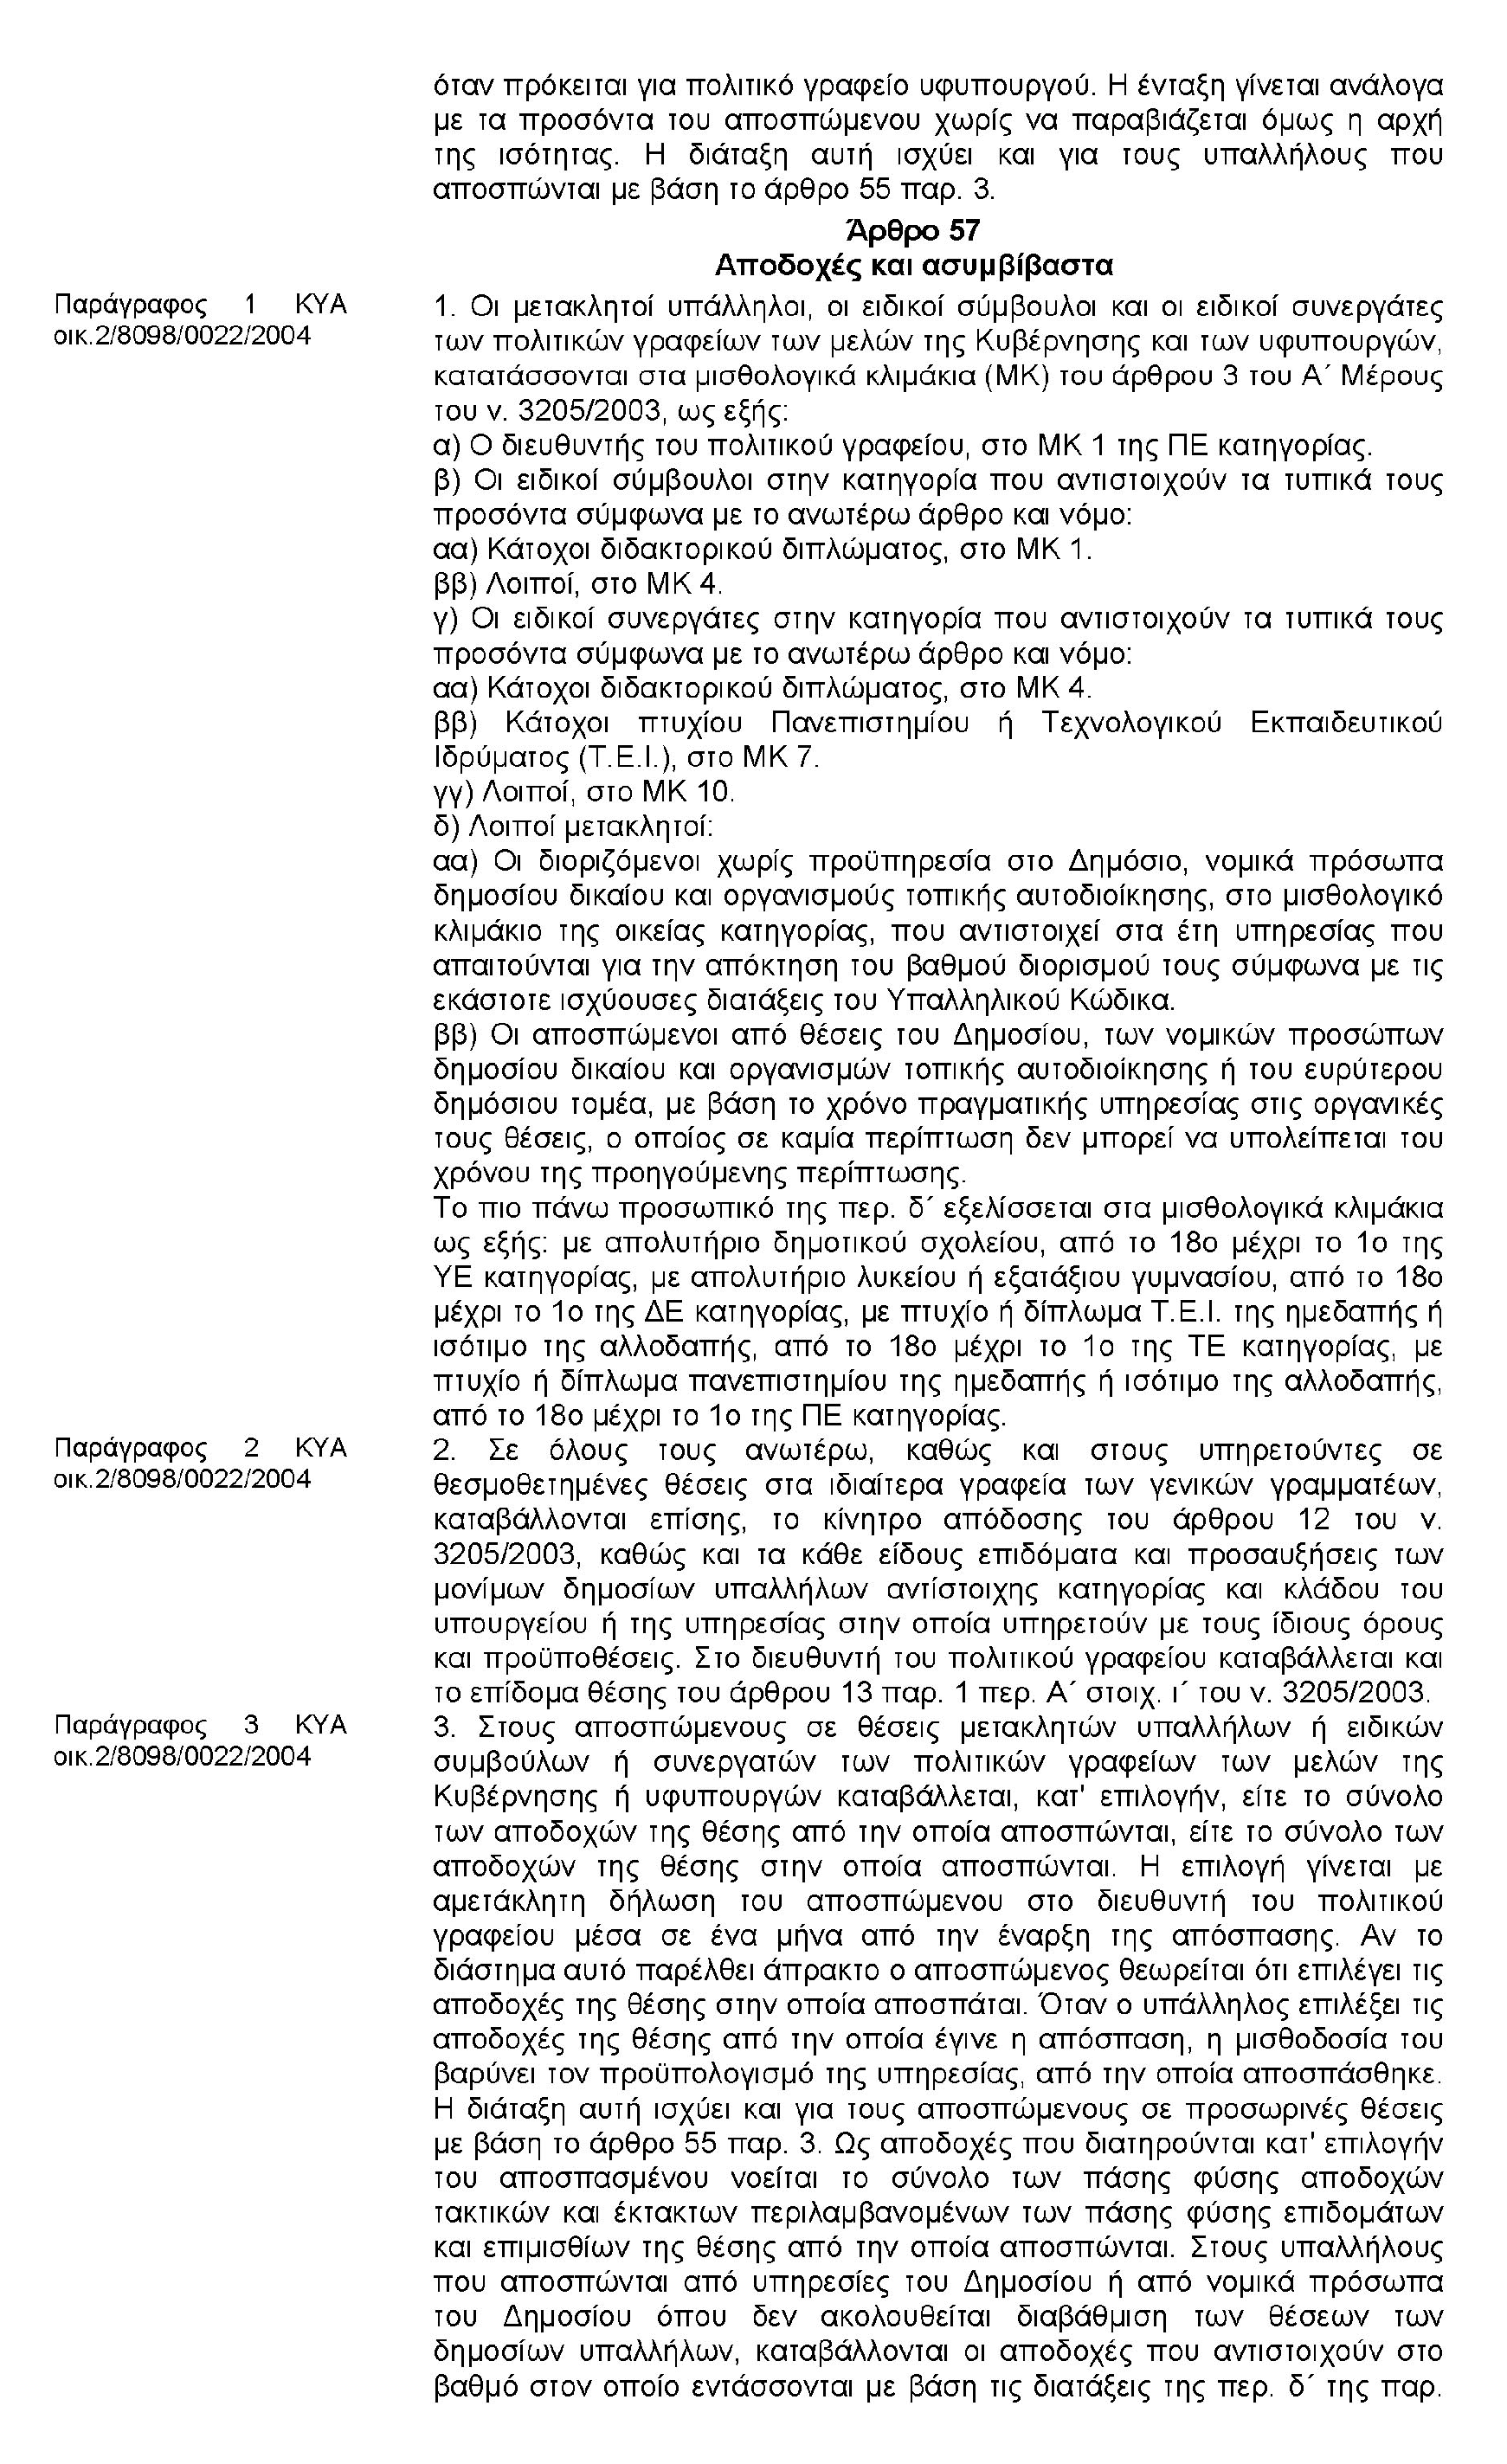 όταν πρόκειται για πολιτικό γραφείο υφυπουργού. Η ένταξη γίνεται ανάλογα
με τα προσόντα του αποσπώμενου χωρίς να παραβιάζεται όμως η αρχή
της ισότητας. Η διάταξη αυτή ισχύει και για τους υπαλλήλους που
αποσπώνται με βάση το άρθρο 55 παρ. 3.
Άρθρο 57
Αποδοχές και ασυμβίβαστα
Παράγραφος 1 ΚΥΑ
οικ.2/8098/0022/2004
1. Οι μετακλητοί υπάλληλοι, οι ειδικοί σύμβουλοι και οι ειδικοί συνεργάτες
των πολιτικών γραφείων των μελών της Κυβέρνησης και των υφυπουργών,
κατατάσσονται στα μισθολογικά κλιμάκια (ΜΚ) του άρθρου 3 του Α΄ Μέρους
του ν. 3205/2003, ως εξής:
α) Ο διευθυντής του πολιτικού γραφείου, στο ΜΚ 1 της ΠΕ κατηγορίας.
β) Οι ειδικοί σύμβουλοι στην κατηγορία που αντιστοιχούν τα τυπικά τους
προσόντα σύμφωνα με το ανωτέρω άρθρο και νόμο:
αα) Κάτοχοι διδακτορικού διπλώματος, στο ΜΚ 1.
ββ) Λοιποί, στο ΜΚ 4.
γ) Οι ειδικοί συνεργάτες στην κατηγορία που αντιστοιχούν τα τυπικά τους
προσόντα σύμφωνα με το ανωτέρω άρθρο και νόμο:
αα) Κάτοχοι διδακτορικού διπλώματος, στο ΜΚ 4.
ββ) Κάτοχοι πτυχίου Πανεπιστημίου ή Τεχνολογικού Εκπαιδευτικού
Ιδρύματος (Τ.Ε.Ι.), στο ΜΚ 7.
γγ) Λοιποί, στο ΜΚ 10.
δ) Λοιποί μετακλητοί:
αα) Οι διοριζόμενοι χωρίς προϋπηρεσία στο Δημόσιο, νομικά πρόσωπα
δημοσίου δικαίου και οργανισμούς τοπικής αυτοδιοίκησης, στο μισθολογικό
κλιμάκιο της οικείας κατηγορίας, που αντιστοιχεί στα έτη υπηρεσίας που
απαιτούνται για την απόκτηση του βαθμού διορισμού τους σύμφωνα με τις
εκάστοτε ισχύουσες διατάξεις του Υπαλληλικού Κώδικα.
ββ) Οι αποσπώμενοι από θέσεις του Δημοσίου, των νομικών προσώπων
δημοσίου δικαίου και οργανισμών τοπικής αυτοδιοίκησης ή του ευρύτερου
δημόσιου τομέα, με βάση το χρόνο πραγματικής υπηρεσίας στις οργανικές
τους θέσεις, ο οποίος σε καμία περίπτωση δεν μπορεί να υπολείπεται του
χρόνου της προηγούμενης περίπτωσης.
Το πιο πάνω προσωπικό της περ. δ΄ εξελίσσεται στα μισθολογικά κλιμάκια
ως εξής: με απολυτήριο δημοτικού σχολείου, από το 18ο μέχρι το 1ο της
ΥΕ κατηγορίας, με απολυτήριο λυκείου ή εξατάξιου γυμνασίου, από το 18ο
μέχρι το 1ο της ΔΕ κατηγορίας, με πτυχίο ή δίπλωμα Τ.Ε.Ι. της ημεδαπής ή
ισότιμο της αλλοδαπής, από το 18ο μέχρι το 1ο της ΤΕ κατηγορίας, με
πτυχίο ή δίπλωμα πανεπιστημίου της ημεδαπής ή ισότιμο της αλλοδαπής,
από το 18ο μέχρι το 1ο της ΠΕ κατηγορίας.
Παράγραφος 2 ΚΥΑ
οικ.2/8098/0022/2004
2. Σε όλους τους ανωτέρω, καθώς και στους υπηρετούντες σε
θεσμοθετημένες θέσεις στα ιδιαίτερα γραφεία των γενικών γραμματέων,
καταβάλλονται επίσης, το κίνητρο απόδοσης του άρθρου 12 του ν.
3205/2003, καθώς και τα κάθε είδους επιδόματα και προσαυξήσεις των
μονίμων δημοσίων υπαλλήλων αντίστοιχης κατηγορίας και κλάδου του
υπουργείου ή της υπηρεσίας στην οποία υπηρετούν με τους ίδιους όρους
και προϋποθέσεις. Στο διευθυντή του πολιτικού γραφείου καταβάλλεται και
το επίδομα θέσης του άρθρου 13 παρ. 1 περ. Α΄ στοιχ. ι΄ του ν. 3205/2003.
Παράγραφος 3 ΚΥΑ
οικ.2/8098/0022/2004
3. Στους αποσπώμενους σε θέσεις μετακλητών υπαλλήλων ή ειδικών
συμβούλων ή συνεργατών των πολιτικών γραφείων των μελών της
Κυβέρνησης ή υφυπουργών καταβάλλεται, κατ' επιλογήν, είτε το σύνολο
των αποδοχών της θέσης από την οποία αποσπώνται, είτε το σύνολο των
αποδοχών της θέσης στην οποία αποσπώνται. Η επιλογή γίνεται με
αμετάκλητη δήλωση του αποσπώμενου στο διευθυντή του πολιτικού
γραφείου μέσα σε ένα μήνα από την έναρξη της απόσπασης. Αν το
διάστημα αυτό παρέλθει άπρακτο ο αποσπώμενος θεωρείται ότι επιλέγει τις
αποδοχές της θέσης στην οποία αποσπάται. Όταν ο υπάλληλος επιλέξει τις
αποδοχές της θέσης από την οποία έγινε η απόσπαση, η μισθοδοσία του
βαρύνει τον προϋπολογισμό της υπηρεσίας, από την οποία αποσπάσθηκε.
Η διάταξη αυτή ισχύει και για τους αποσπώμενους σε προσωρινές θέσεις
με βάση το άρθρο 55 παρ. 3. Ως αποδοχές που διατηρούνται κατ' επιλογήν
του αποσπασμένου νοείται το σύνολο των πάσης φύσης αποδοχών
τακτικών και έκτακτων περιλαμβανομένων των πάσης φύσης επιδομάτων
και επιμισθίων της θέσης από την οποία αποσπώνται. Στους υπαλλήλους
που αποσπώνται από υπηρεσίες του Δημοσίου ή από νομικά πρόσωπα
του Δημοσίου όπου δεν ακολουθείται διαβάθμιση των θέσεων των
δημοσίων υπαλλήλων, καταβάλλονται οι αποδοχές που αντιστοιχούν στο
βαθμό στον οποίο εντάσσονται με βάση τις διατάξεις της περ. δ΄ της παρ.